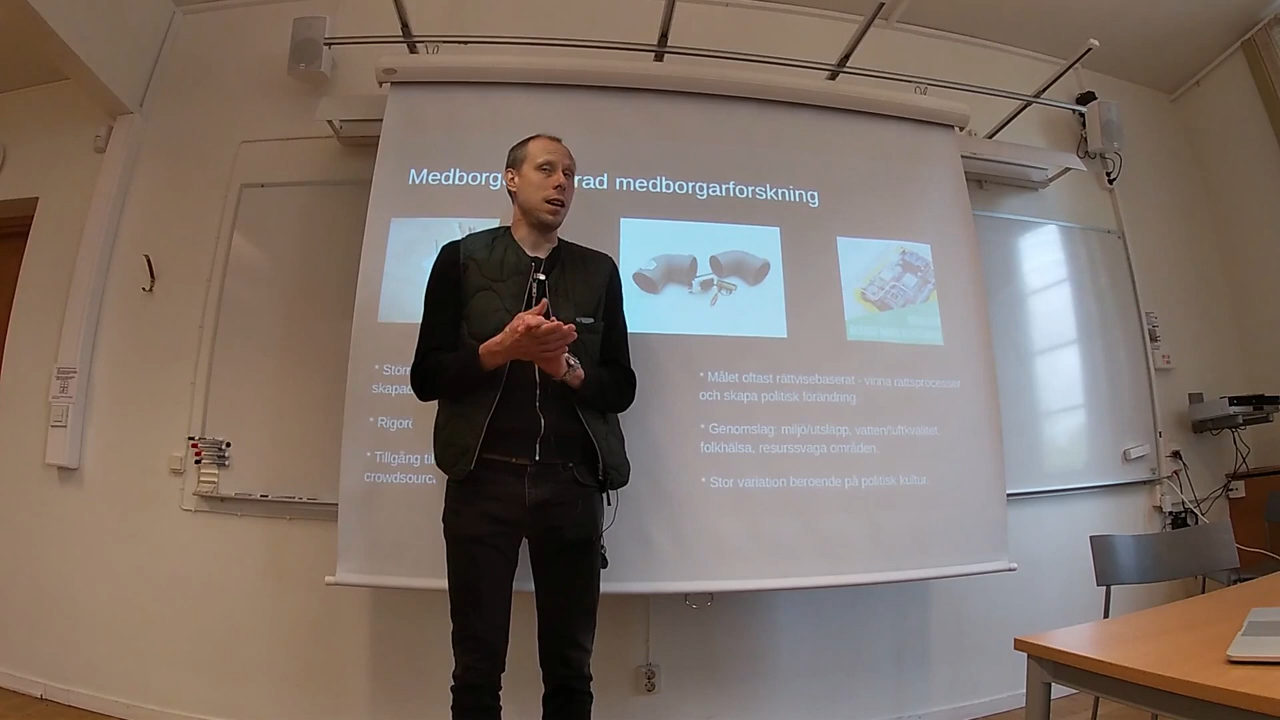 Medborg rad medborgarforskning
* Störr
skapad
* Rigorö
* Tillgång til
crowdsourc
* Målet oftast rättvisebaserat - vinna rättsprocesser
och skapa politisk förändring
* Genomslag: miljö/utsläpp, vatten/luftkvalitet,
folkhälsa, resurssvaga områden.
* Stor variation beroende på politisk kultur.